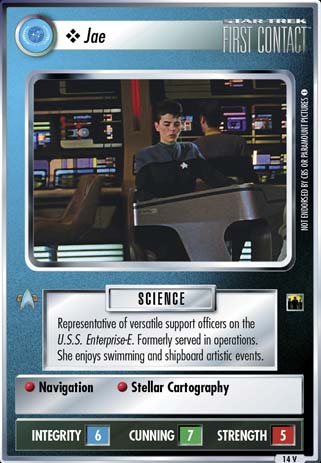 ❖ Jae
STAR TREK
FIRST CONTACT
NOT ENDORSED BY CBS OR PARAMOUNT PICTURES
SCIENCE
Representative of versatile support officers on the
U.S.S. Enterprise-E. Formerly served in operations.
She enjoys swimming and shipboard artistic events.
Navigation
Stellar Cartography
INTEGRITY 6 CUNNING 7 STRENGTH 5
14 V